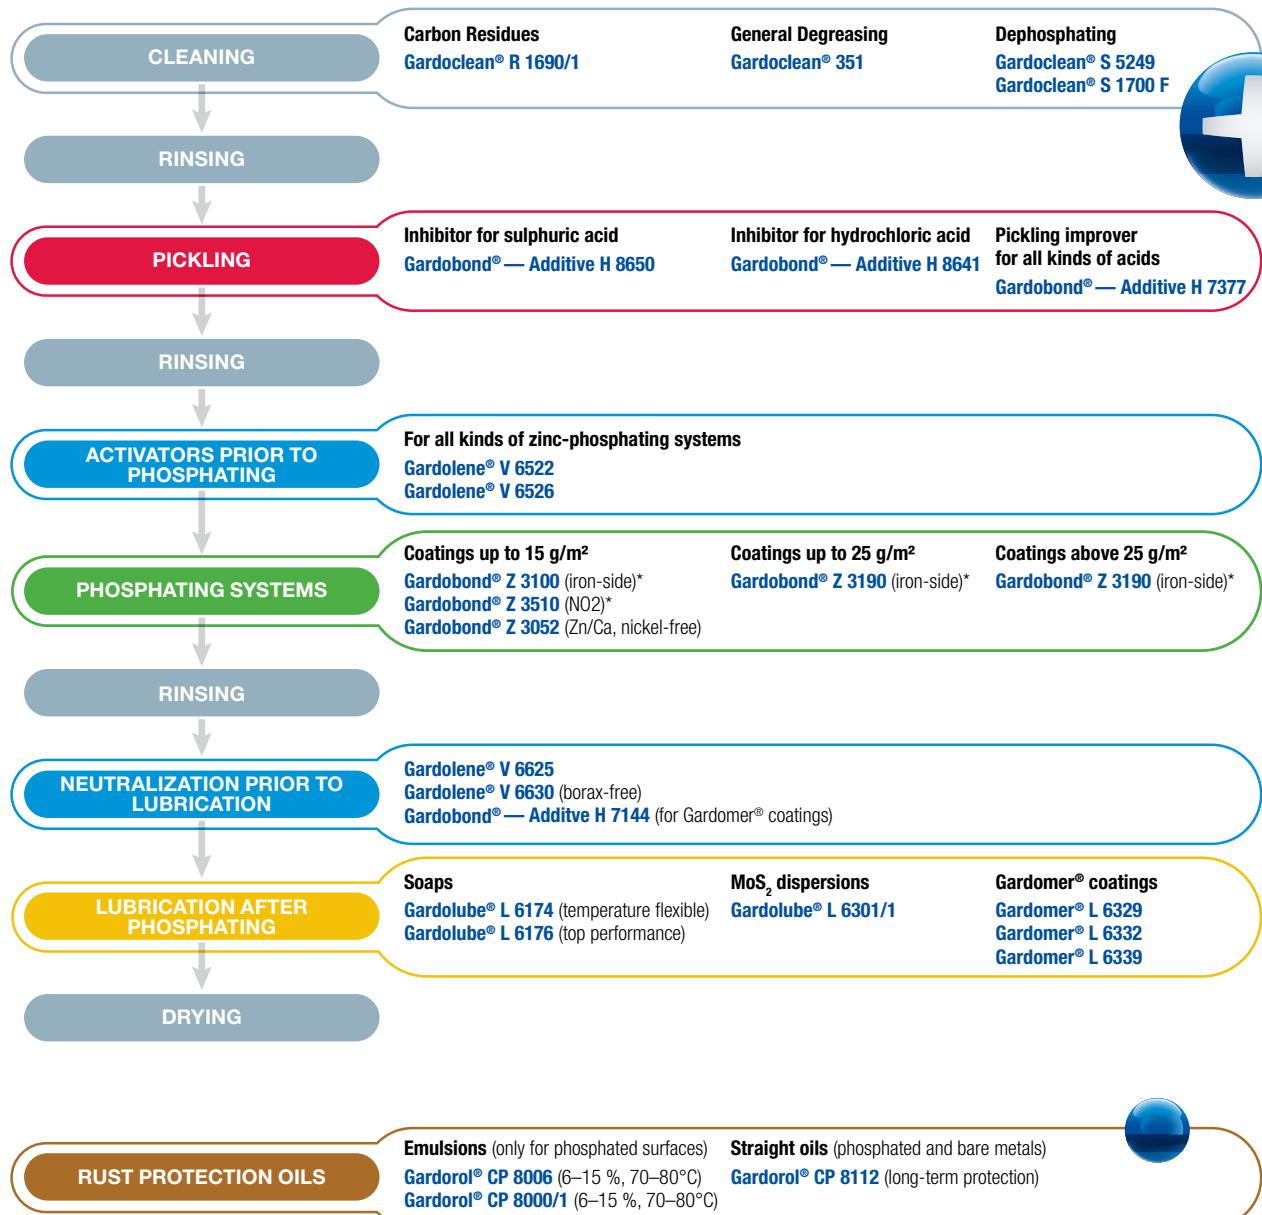 CLEANING
Carbon Residues
Gardoclean® R 1690/1
General Degreasing
Gardoclean® 351
Dephosphating
Gardoclean® S 5249
Gardoclean® S 1700 F
RINSING
PICKLING
Inhibitor for sulphuric acid
Gardobond® — Additive H 8650
Inhibitor for hydrochloric acid
Gardobond® — Additive H 8641
Pickling improver
for all kinds of acids
Gardobond® — Additive H 7377
RINSING
ACTIVATORS PRIOR TO
PHOSPHATING
For all kinds of zinc-phosphating systems
Gardolene® V 6522
Gardolene® V 6526
PHOSPHATING SYSTEMS
Coatings up to 15 g/m²
Gardobond® Z 3100 (iron-side)*
Gardobond® Z 3510 (NO2)*
Gardobond® Z 3052 (Zn/Ca, nickel-free)
Coatings up to 25 g/m²
Gardobond® Z 3190 (iron-side)*
Coatings above 25 g/m²
Gardobond® Z 3190 (iron-side)*
RINSING
NEUTRALIZATION PRIOR TO
LUBRICATION
Gardolene® V 6625
Gardolene® V 6630 (borax-free)
Gardobond® — Additve H 7144 (for Gardomer® coatings)
LUBRICATION AFTER
PHOSPHATING
Soaps
Gardolube® L 6174 (temperature flexible)
Gardolube® L 6176 (top performance)
MoS₂ dispersions
Gardolube® L 6301/1
Gardomer® coatings
Gardomer® L 6329
Gardomer® L 6332
Gardomer® L 6339
DRYING
RUST PROTECTION OILS
Emulsions (only for phosphated surfaces)
Gardorol® CP 8006 (6–15 %, 70–80°C)
Gardorol® CP 8000/1 (6–15 %, 70–80°C)
Straight oils (phosphated and bare metals)
Gardorol® CP 8112 (long-term protection)